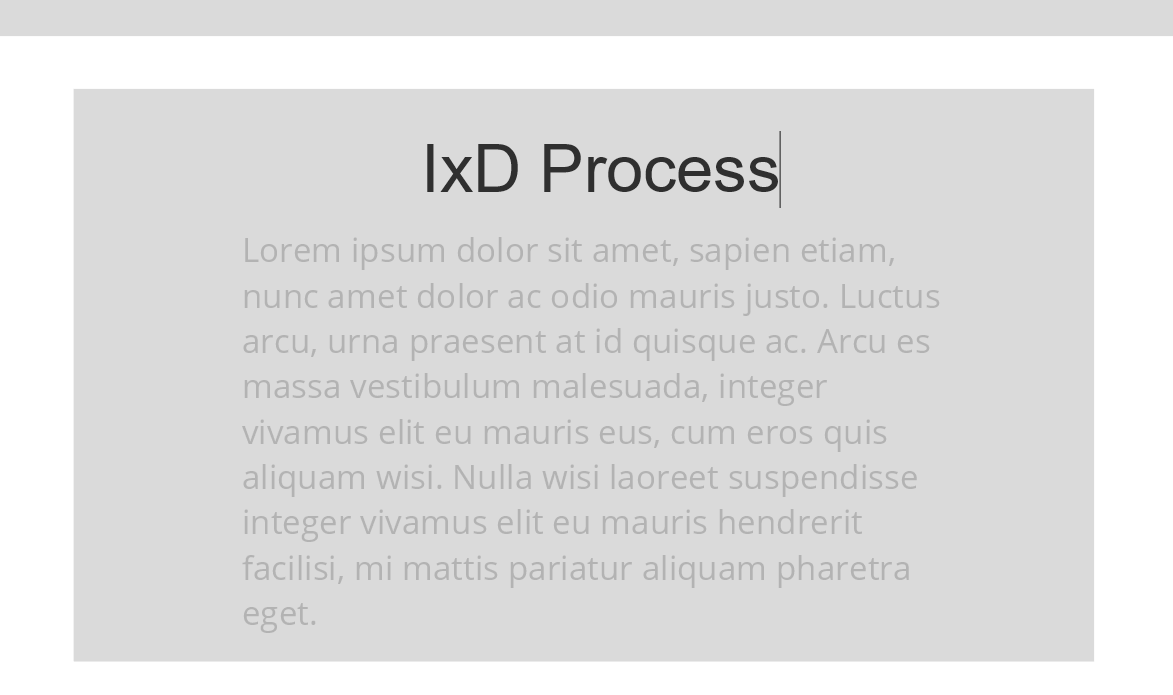 IxD Process
Lorem ipsum dolor sit amet, sapien etiam,
nunc amet dolor ac odio mauris justo. Luctus
arcu, urna praesent at id quisque ac. Arcu es
massa vestibulum malesuada, integer
vivamus elit eu mauris eus, cum eros quis
aliquam wisi. Nulla wisi laoreet suspendisse
integer vivamus elit eu mauris hendrerit
facilisi, mi mattis pariatur aliquam pharetra
eget.